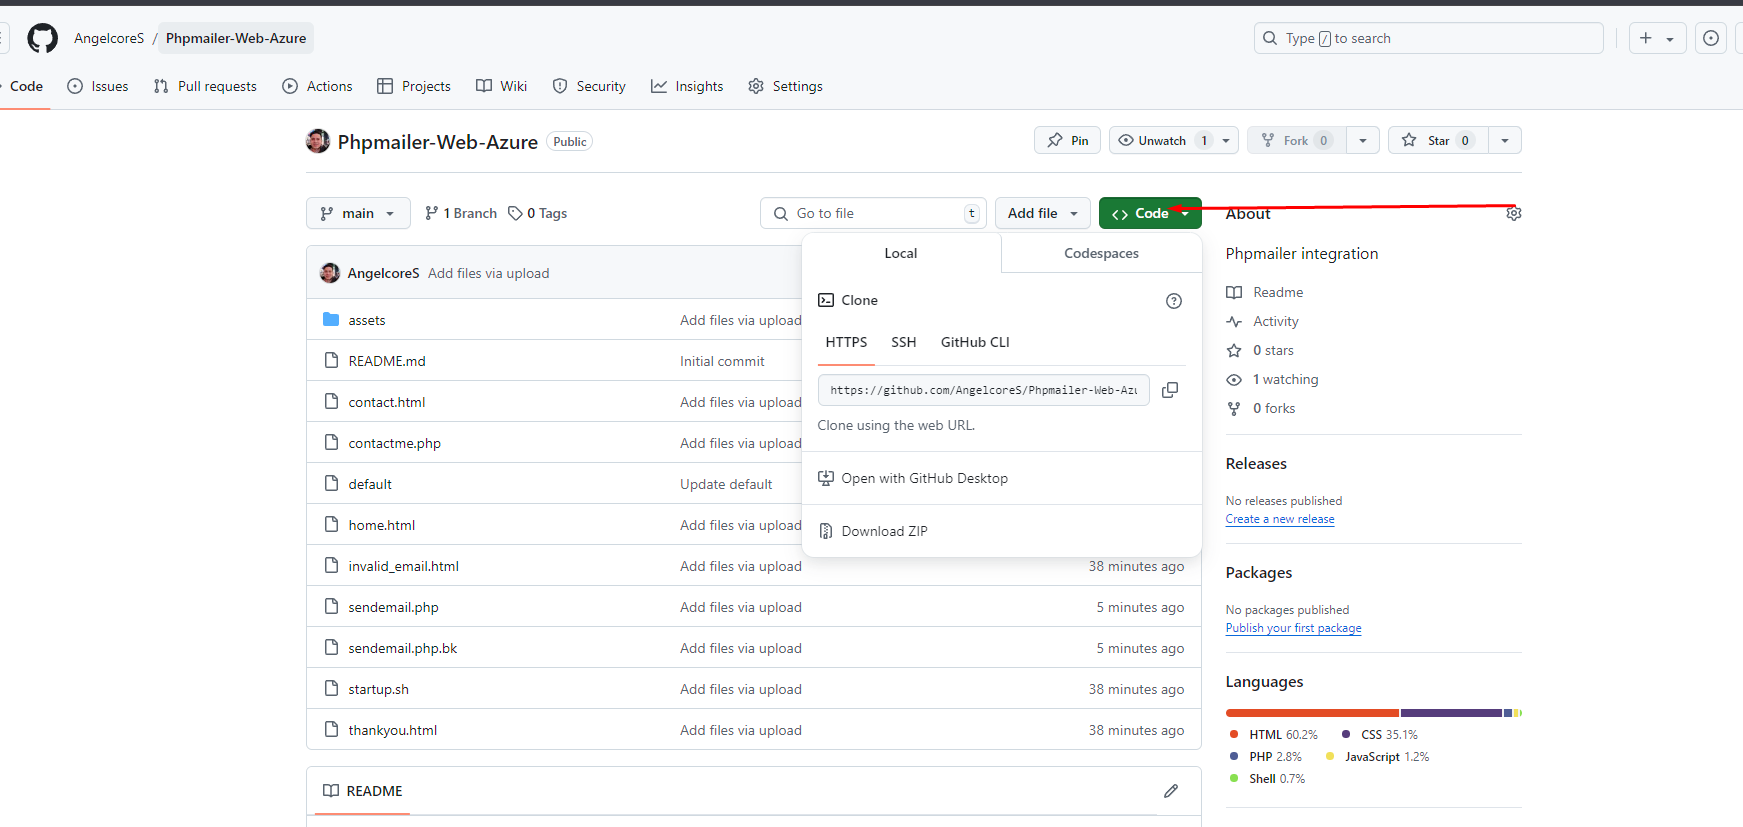 AngelcoreS / Phpmailer-Web-Azure
Type / to search
Code Issues Pull requests Actions Projects Wiki Security Insights Settings
Phpmailer-Web-Azure Public
Pin Unwatch 1 Fork 0 Star 0
main 1 Branch 0 Tags Go to file t Add file Code
About
Local Codespaces
Phpmailer integration
AngelcoreS Add files via upload
Clone
Readme
assets Add files via upload
Activity
HTTPS SSH GitHub CLI
0 stars
README.md Initial commit
1 watching
https://github.com/AngelcoreS/Phpmailer-Web-Azu
contact.html Add files via upload
0 forks
Clone using the web URL.
contactme.php Add files via upload
Releases
Open with GitHub Desktop
default Update default
No releases published
Create a new release
home.html Add files via upload
Download ZIP
invalid_email.html Add files via upload 38 minutes ago
Packages
sendemail.php Add files via upload 5 minutes ago
No packages published
Publish your first package
sendemail.php.bk Add files via upload 5 minutes ago
Languages
startup.sh Add files via upload 38 minutes ago
thankyou.html Add files via upload 38 minutes ago
HTML 60.2% CSS 35.1%
PHP 2.8% JavaScript 1.2%
Shell 0.7%
README